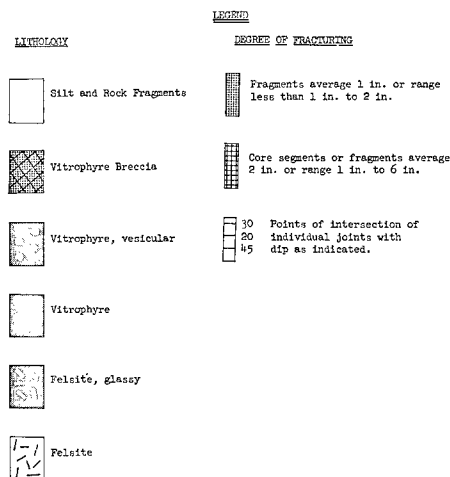 LEGEND
LITHOLOGY
DEGREE OF FRACTURING
Silt and Rock Fragments
Vitrophyre Breccia
Vitrophyre, vesicular
Vitrophyre
Felsite, glassy
Felsite
Fragments average 1 in. or range
less than 1 in. to 2 in.
Core segments or fragments average
2 in. or range 1 in. to 6 in.
30 Points of intersection of
20 individual joints with
45 dip as indicated.